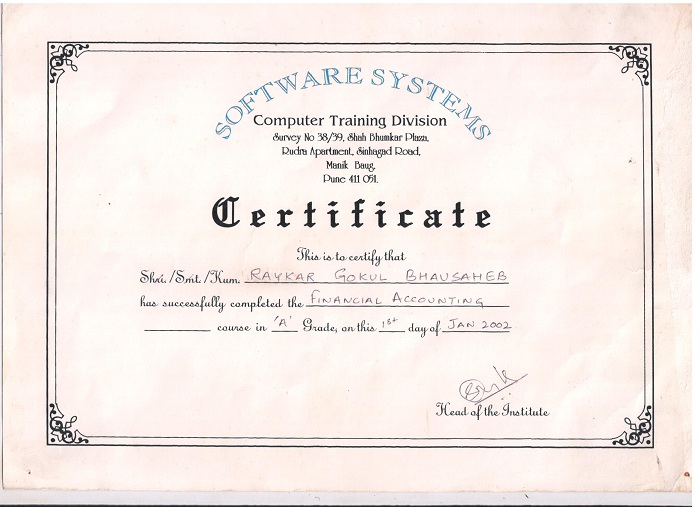 SOFTWARE SYSTEMS
Computer Training Division
Survey No 38/39, Shah Bhumkar Plaza,
Rudra Apartment, Sinhagad Road,
Manik Baug,
Pune 411 051.
Certificate
This is to certify that
Shri./Smt./Kum. RAYKAR GOKUL BHAUSAHEB
has successfully completed the FINANCIAL ACCOUNTING
course in 'A' Grade, on this 1st day of JAN 2002
Head of the Institute